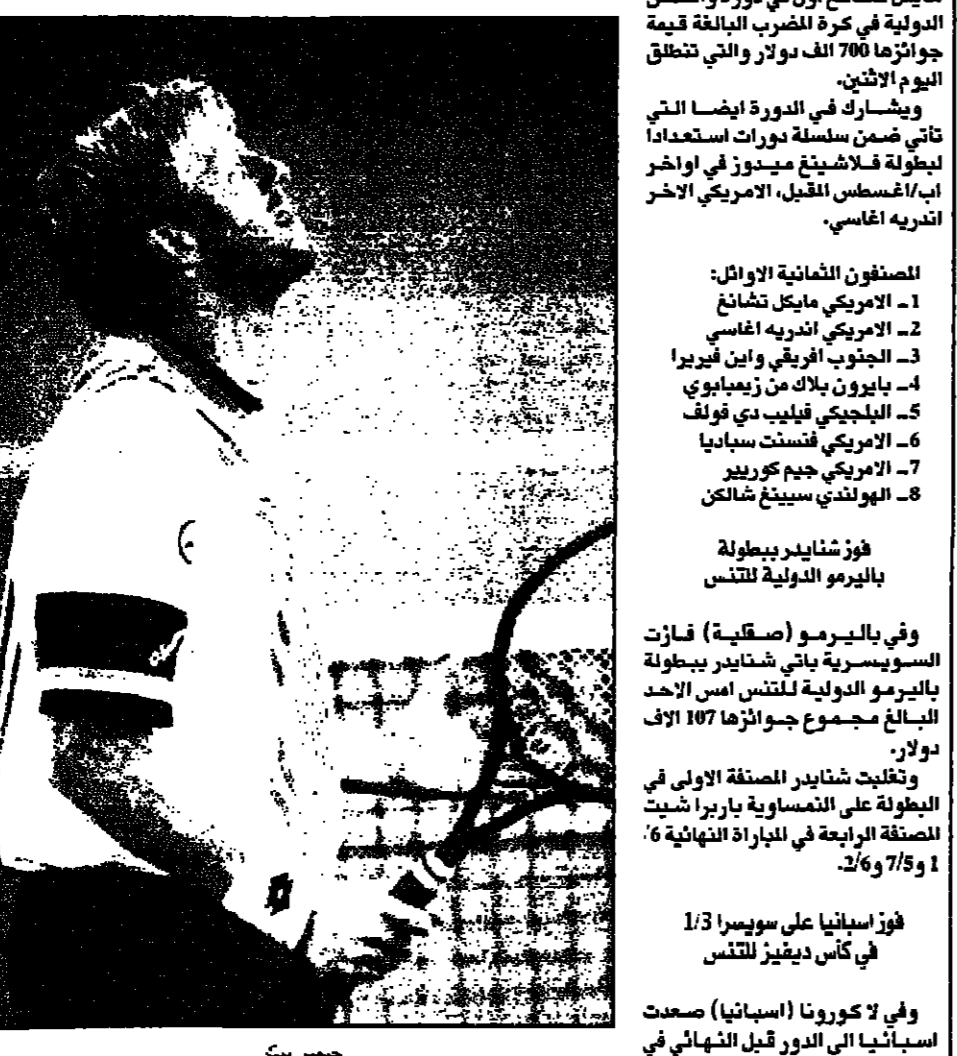 الدولية في كرة المضرب البالغة قيمة
جوائزها 700 الف دولار والتي تنطلق
اليوم الاثنين.
ويشارك في الدورة ايضا التي
تأتي ضمن سلسلة دورات استعدادا
لبطولة فلاشينغ ميدوز في اواخر
اب/اغسطس المقبل، الامريكي الاخر
اندريه اغاسي.
المصنفون الثمانية الاوائل:
1ـ الامريكي مايكل تشانغ
2ـ الامريكي اندريه اغاسي
3ـ الجنوب افريقي واين فيريرا
4ـ بايرون بلاك من زيمبابوي
5ـ البلجيكي فيليب دي فولف
6ـ الامريكي فنسنت سباديا
7ـ الامريكي جيم كوريير
8ـ الهولندي سيينغ شالكن
فوز شنايدر ببطولة
باليرمو الدولية للتنس
وفي باليرمو (صقلية) فازت
السويسرية باتي شنايدر ببطولة
باليرمو الدولية للتنس امس الاحد
البالغ مجموع جوائزها 107 الاف
دولار.
وتغلبت شنايدر المصنفة الاولى في
البطولة على النمساوية باربرا شيت
المصنفة الرابعة في المباراة النهائية 6/
1 و7/5 و2/6.
فوز اسبانيا على سويسرا 1/3
في كأس ديفيز للتنس
وفي لا كورونا (اسبانيا) صعدت
اسبانيا الى الدور قبل النهائي في